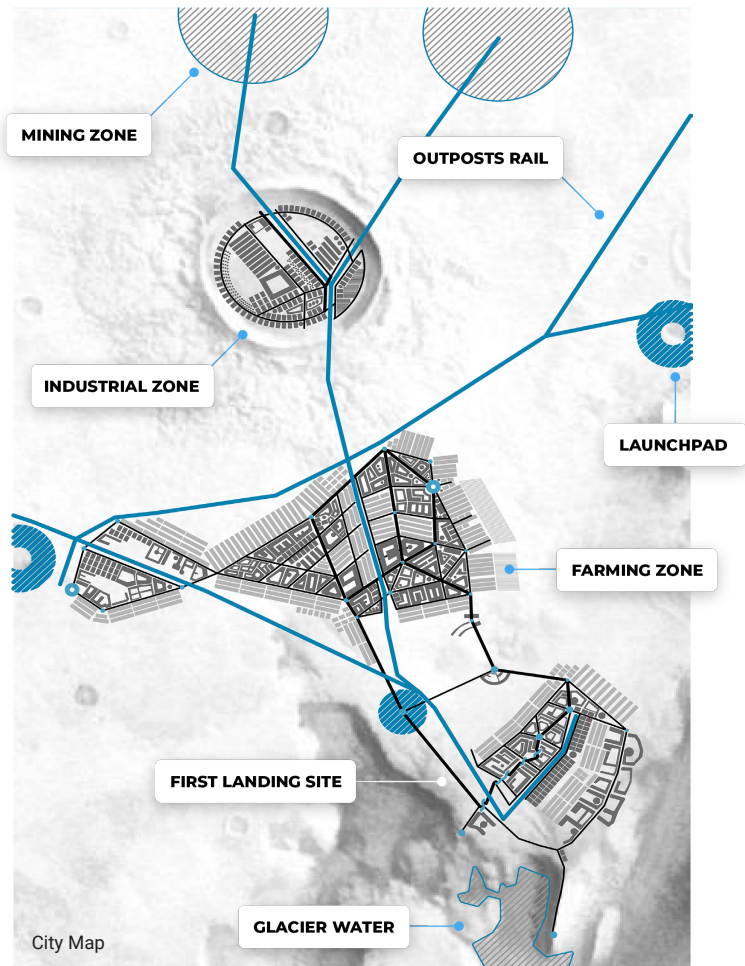 MINING ZONE
OUTPOSTS RAIL
INDUSTRIAL ZONE
LAUNCHPAD
FARMING ZONE
FIRST LANDING SITE
GLACIER WATER
City Map